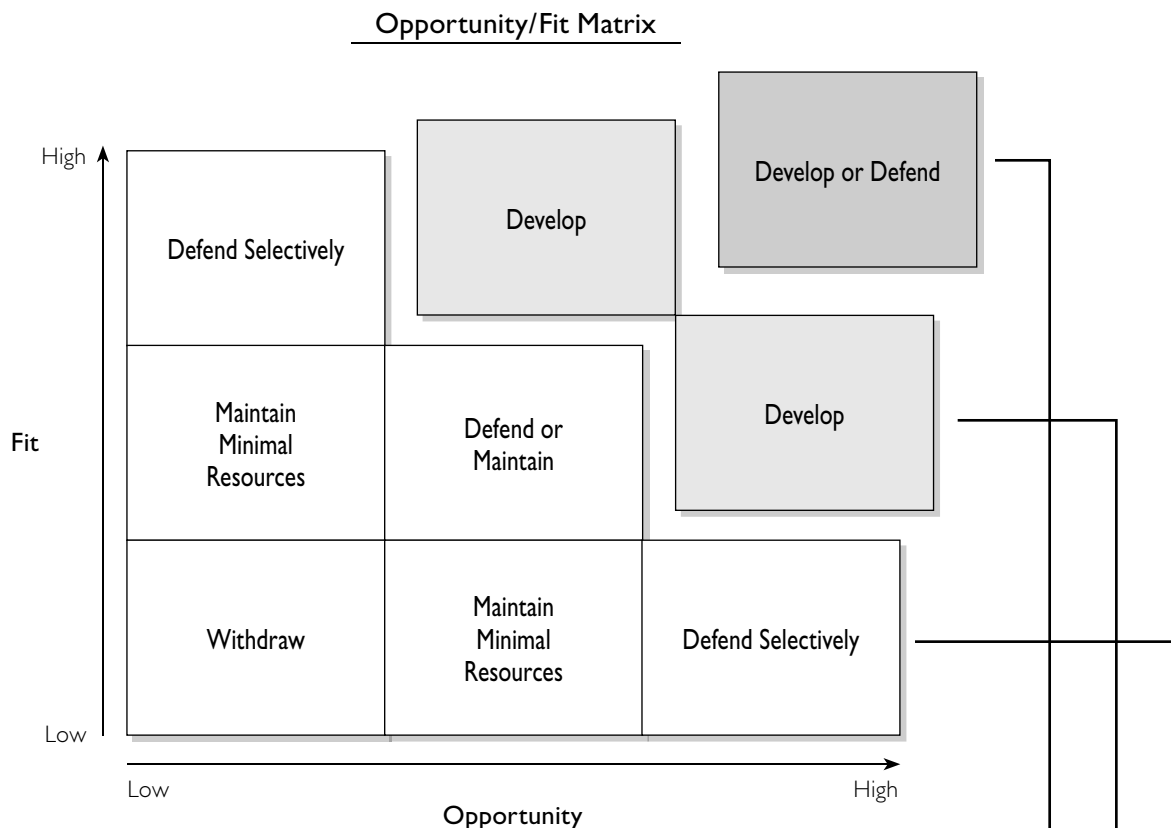 Opportunity/Fit Matrix
High
Defend Selectively
Develop
Develop or Defend
Fit
Maintain
Minimal
Resources
Defend or
Maintain
Develop
Withdraw
Maintain
Minimal
Resources
Defend Selectively
Low
Low
High
Opportunity